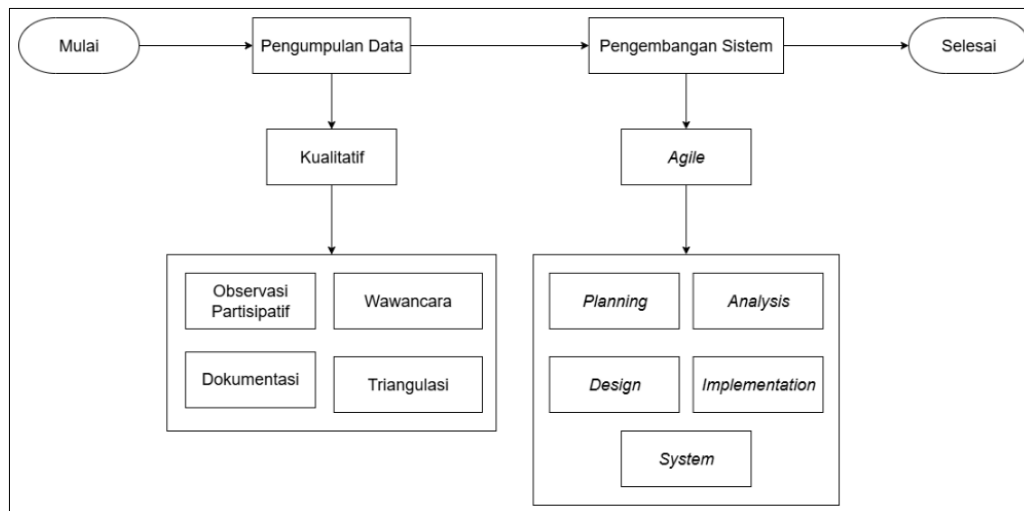 Mulai
Pengumpulan Data
Pengembangan Sistem
Selesai
Kualitatif
Agile
Observasi
Partisipatif
Wawancara
Dokumentasi
Triangulasi
Planning
Analysis
Design
Implementation
System